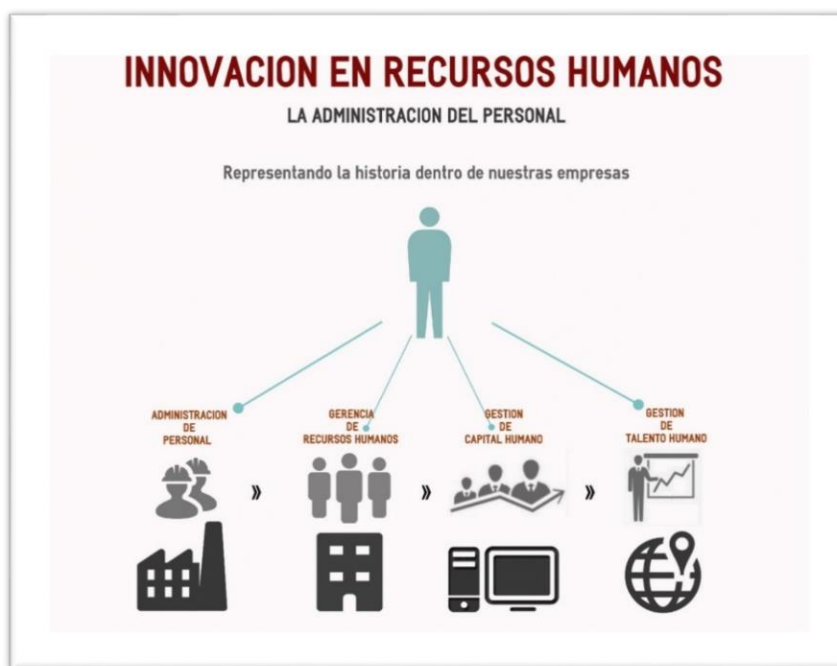 INNOVACION EN RECURSOS HUMANOS
LA ADMINISTRACION DEL PERSONAL
Representando la historia dentro de nuestras empresas
ADMINISTRACION
DE
PERSONAL
GERENCIA
DE
RECURSOS HUMANOS
GESTION
DE
CAPITAL HUMANO
GESTION
DE
TALENTO HUMANO